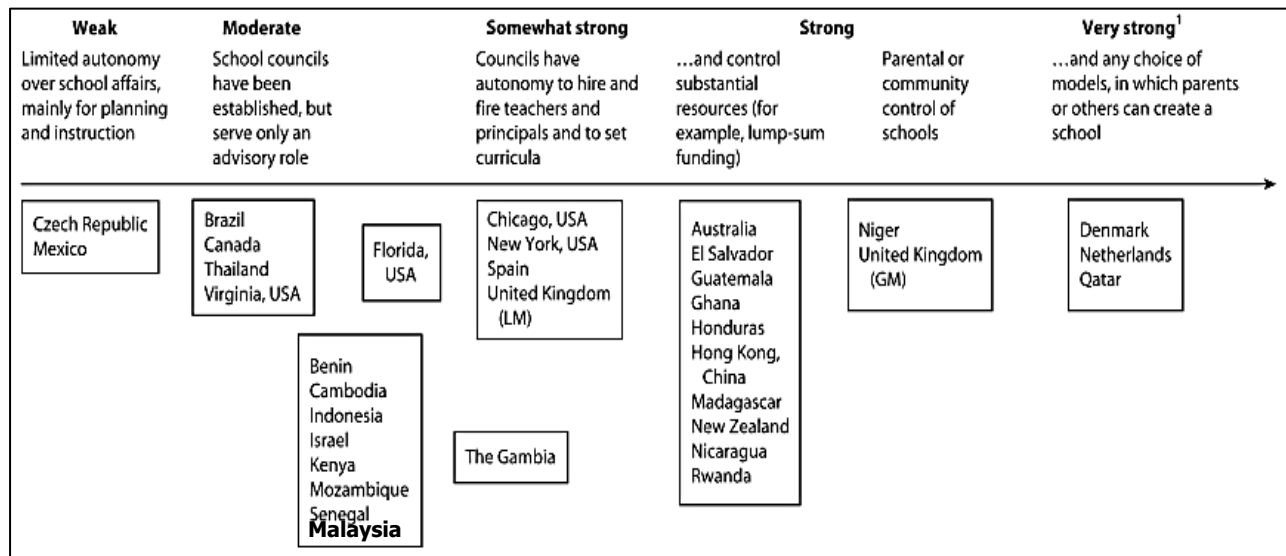 Weak
Limited autonomy
over school affairs,
mainly for planning
and instruction
Moderate
School councils
have been
established, but
serve only an
advisory role
Somewhat strong
Councils have
autonomy to hire and
fire teachers and
principals and to set
curricula
Strong
...and control
substantial
resources (for
example, lump-sum
funding)
Parental or
community
control of
schools
Very strong1
...and any choice of
models, in which parents
or others can create a
school
Czech Republic
Mexico
Brazil
Canada
Thailand
Virginia, USA
Florida,
USA
Chicago, USA
New York, USA
Spain
United Kingdom
(LM)
Australia
El Salvador
Guatemala
Ghana
Honduras
Hong Kong,
China
Madagascar
New Zealand
Nicaragua
Rwanda
Niger
United Kingdom
(GM)
Denmark
Netherlands
Qatar
Benin
Cambodia
Indonesia
Israel
Kenya
Mozambique
Senegal
Malaysia
The Gambia